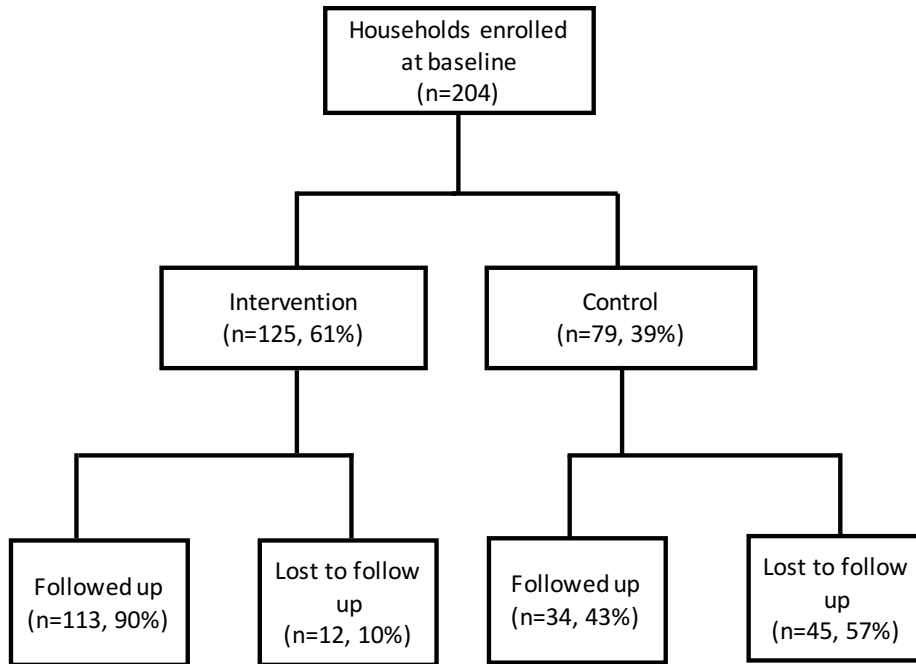 Households enrolled
at baseline
(n=204)
Intervention
(n=125, 61%)
Control
(n=79, 39%)
Followed up
(n=113, 90%)
Lost to follow
up
(n=12, 10%)
Followed up
(n=34, 43%)
Lost to follow
up
(n=45, 57%)